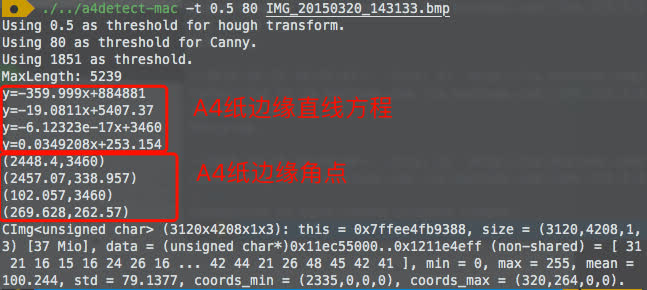 ./../a4detect-mac -t 0.5 80 IMG_20150320_143133.bmp
Using 0.5 as threshold for hough transform.
Using 80 as threshold for Canny.
Using 1851 as threshold.
MaxLength: 5239
y=-359.999x+884881
y=-19.0811x+5407.37
A4纸边缘直线方程
y=-6.12323e-17x+3460
y=0.0349208x+253.154
(2448.4,3460)
(2457.07,338.957)
A4纸边缘角点
(102.057,3460)
(269.628,262.57)
CImg<unsigned char> (3120x4208x1x3): this = 0x7ffee4fb9388, size = (3120,4208,1,
3) [37 Mio], data = (unsigned char*)0x11ec55000..0x1211e4eff (non-shared) = [ 31
21 16 15 16 24 26 16 ... 42 44 21 26 48 45 42 41 ], min = 0, max = 255, mean =
100.244, std = 79.1377, coords_min = (2335,0,0,0), coords_max = (320,264,0,0).